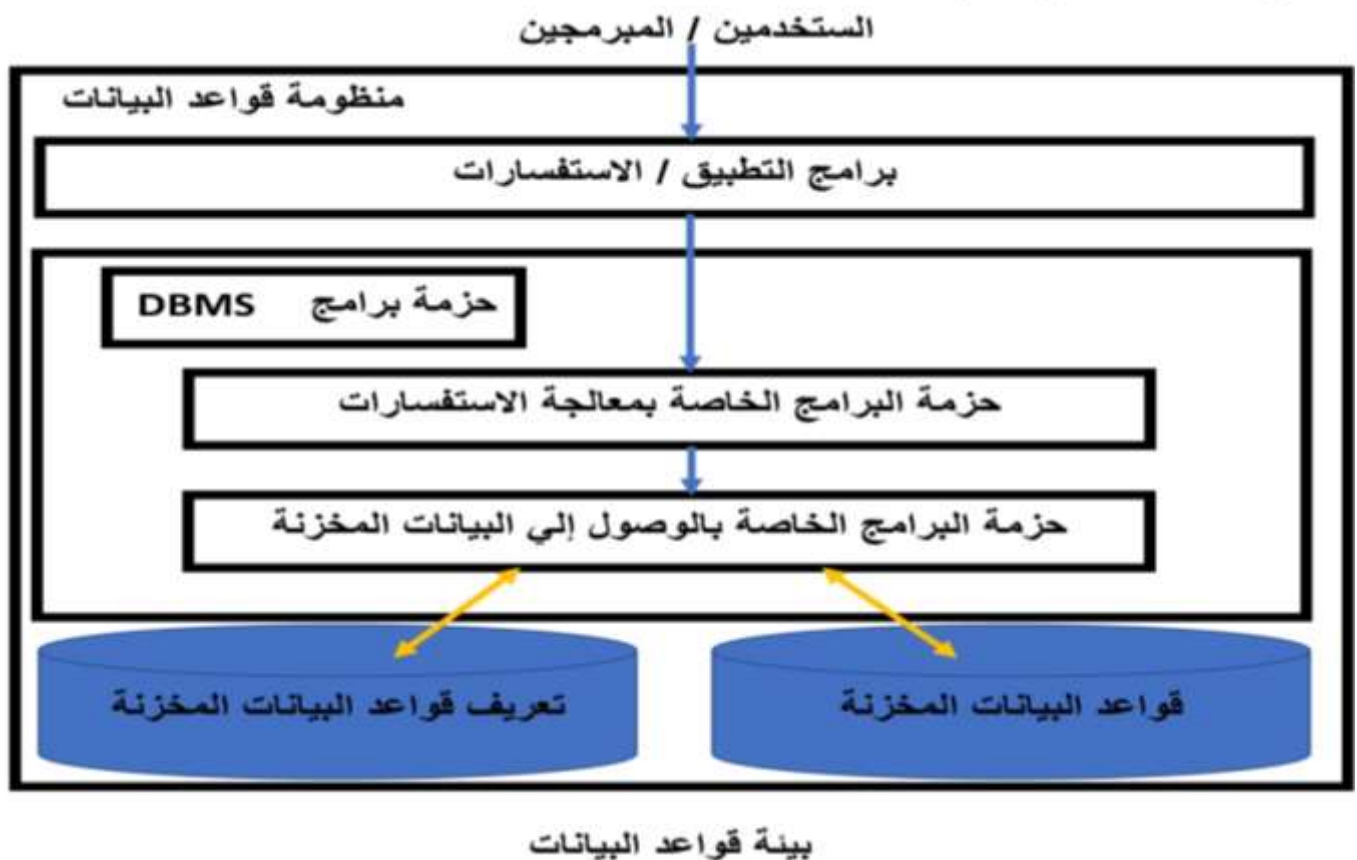 الستخدمين / المبرمجين
منظومة قواعد البيانات
برامج التطبيق / الاستفسارات
حزمة برامج DBMS
حزمة البرامج الخاصة بمعالجة الاستفسارات
حزمة البرامج الخاصة بالوصول إلي البيانات المخزنة
قواعد البيانات المخزنة
تعريف قواعد البيانات المخزنة
بيئة قواعد البيانات